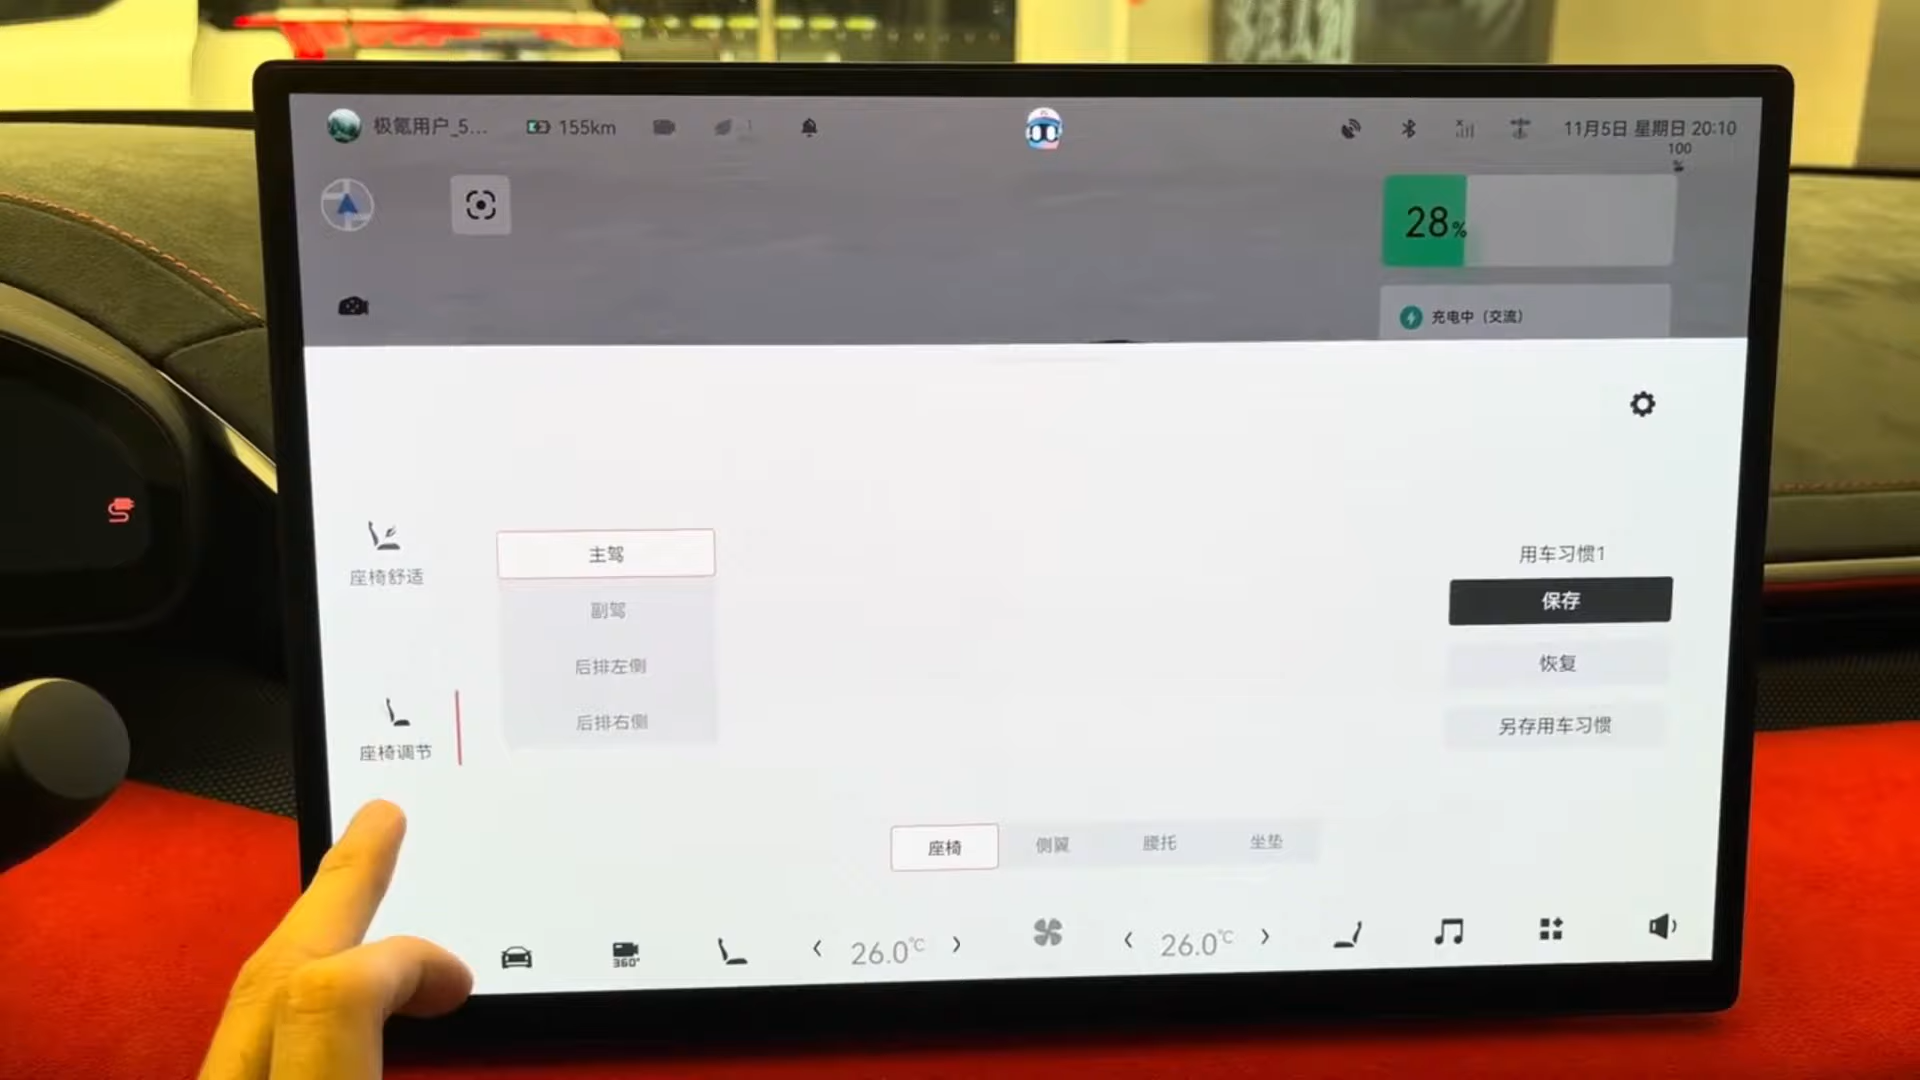 极氪用户_5...
155km
1
11月5日 星期日 20:10
100
%
28%
充电中（交流）
座椅舒适
主驾
副驾
后排左侧
后排右侧
座椅调节
用车习惯1
保存
恢复
另存用车习惯
座椅
侧翼
腰托
坐垫
360°
26.0℃
26.0℃